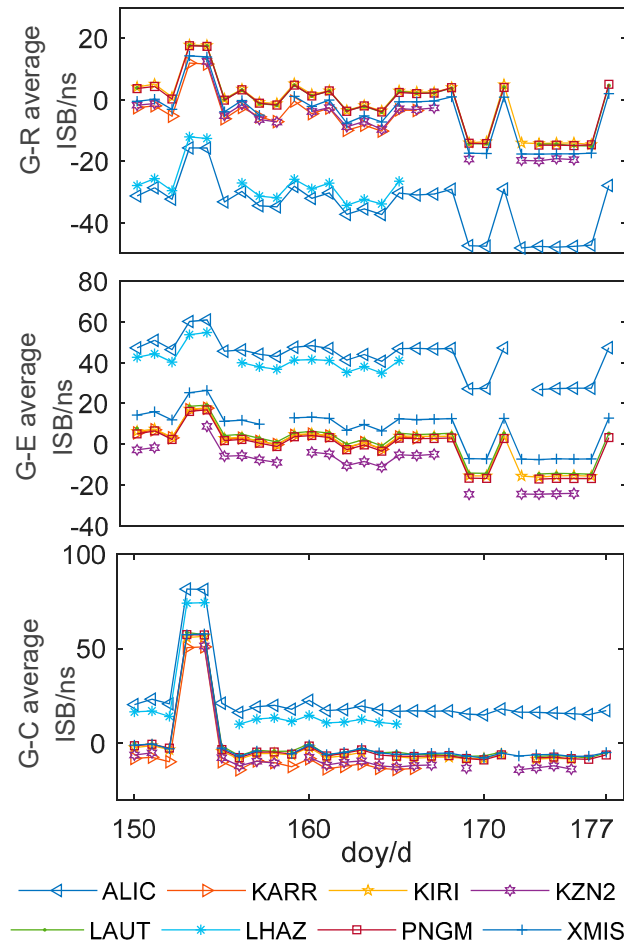 G-R average
ISB/ns
20
0
-20
-40
G-E average
ISB/ns
80
60
40
20
0
-20
-40
G-C average
ISB/ns
100
50
0
150 160 170 177
doy/d
ALIC KARR KIRI KZN2
LAUT LHAZ PNGM XMIS